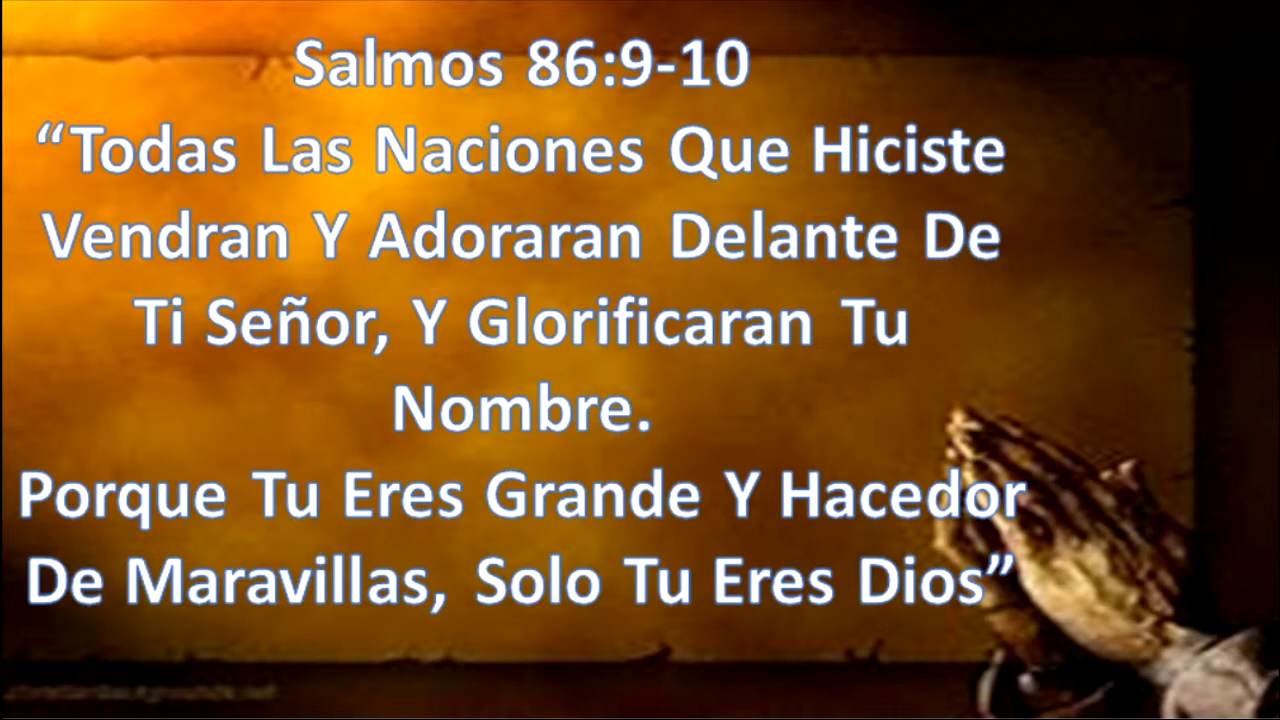 Salmos 86:9-10
“Todas Las Naciones Que Hiciste
Vendran Y Adoraran Delante De
Ti Señor, Y Glorificaran Tu
Nombre.
Porque Tu Eres Grande Y Hacedor
De Maravillas, Solo Tu Eres Dios”